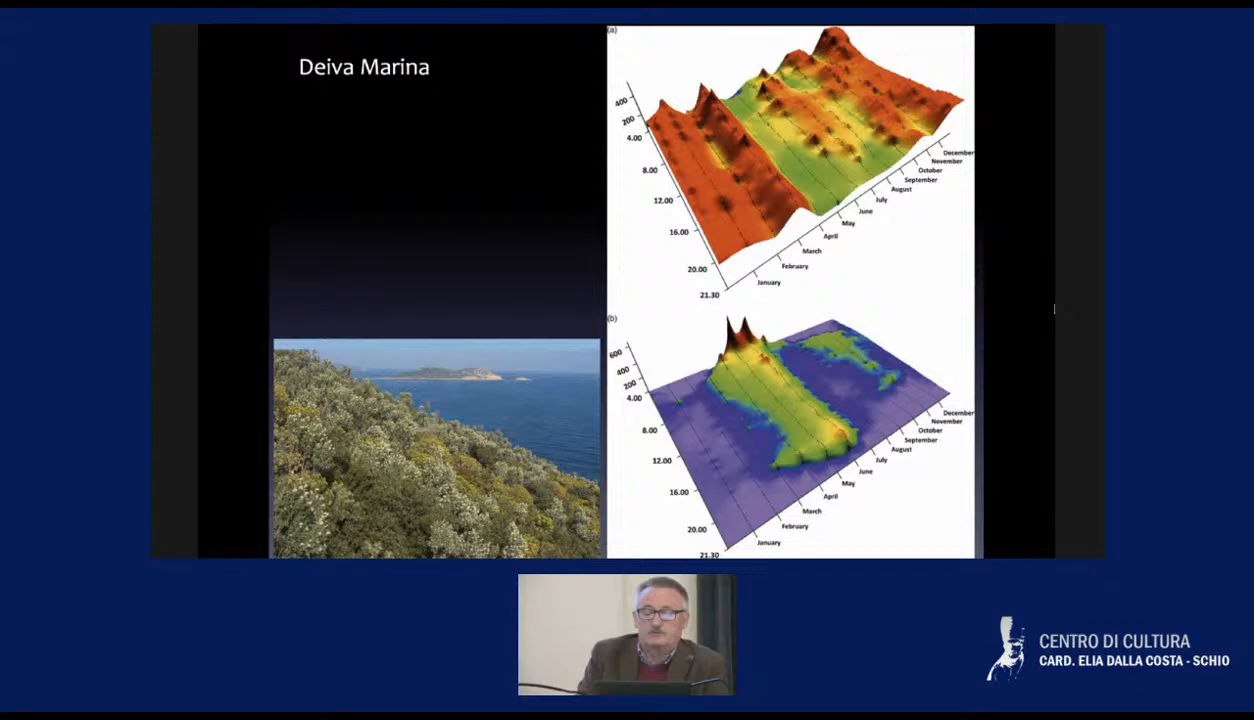 Deiva Marina
(a)
400
200
4.00
8.00
12.00
16.00
20.00
21.30
January
February
March
April
May
June
July
August
September
October
November
December
(b)
600
400
200
4.00
8.00
12.00
16.00
20.00
21.30
January
February
March
April
May
June
July
August
September
October
November
December
CENTRO DI CULTURA
CARD. ELIA DALLA COSTA - SCHIO